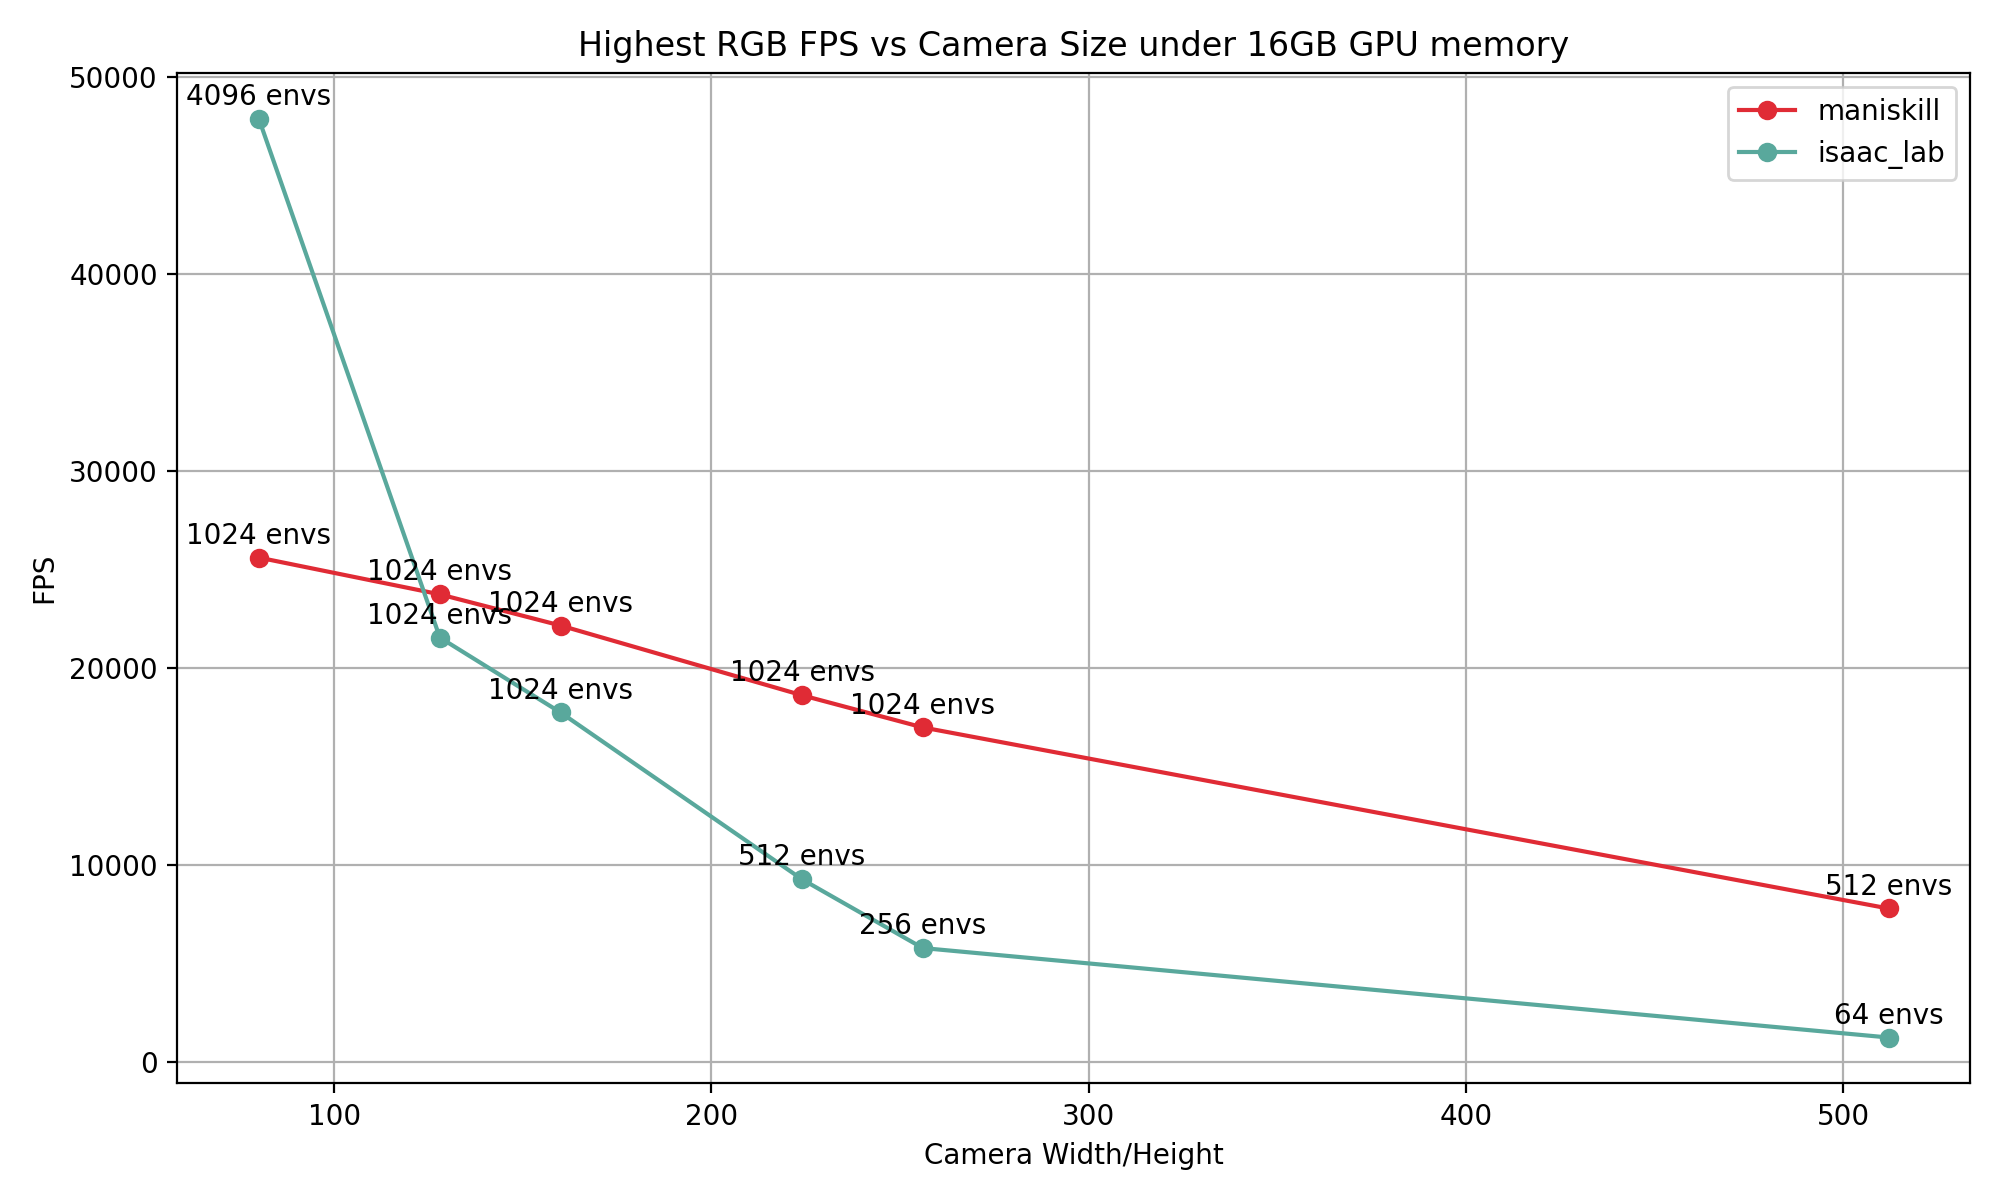 Highest RGB FPS vs Camera Size under 16GB GPU memory
50000
40000
30000
20000
10000
0
FPS
4096 envs
1024 envs
1024 envs
1024 envs
1024 envs
1024 envs
1024 envs
1024 envs
512 envs
256 envs
512 envs
64 envs
maniskill
isaac_lab
100
200
300
400
500
Camera Width/Height